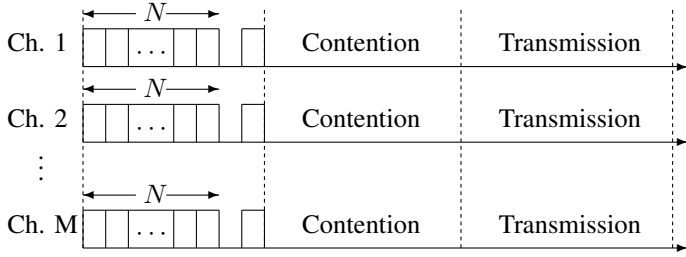 N
Ch. 1 ... Contention Transmission
N
Ch. 2 ... Contention Transmission
⋮
N
Ch. M ... Contention Transmission